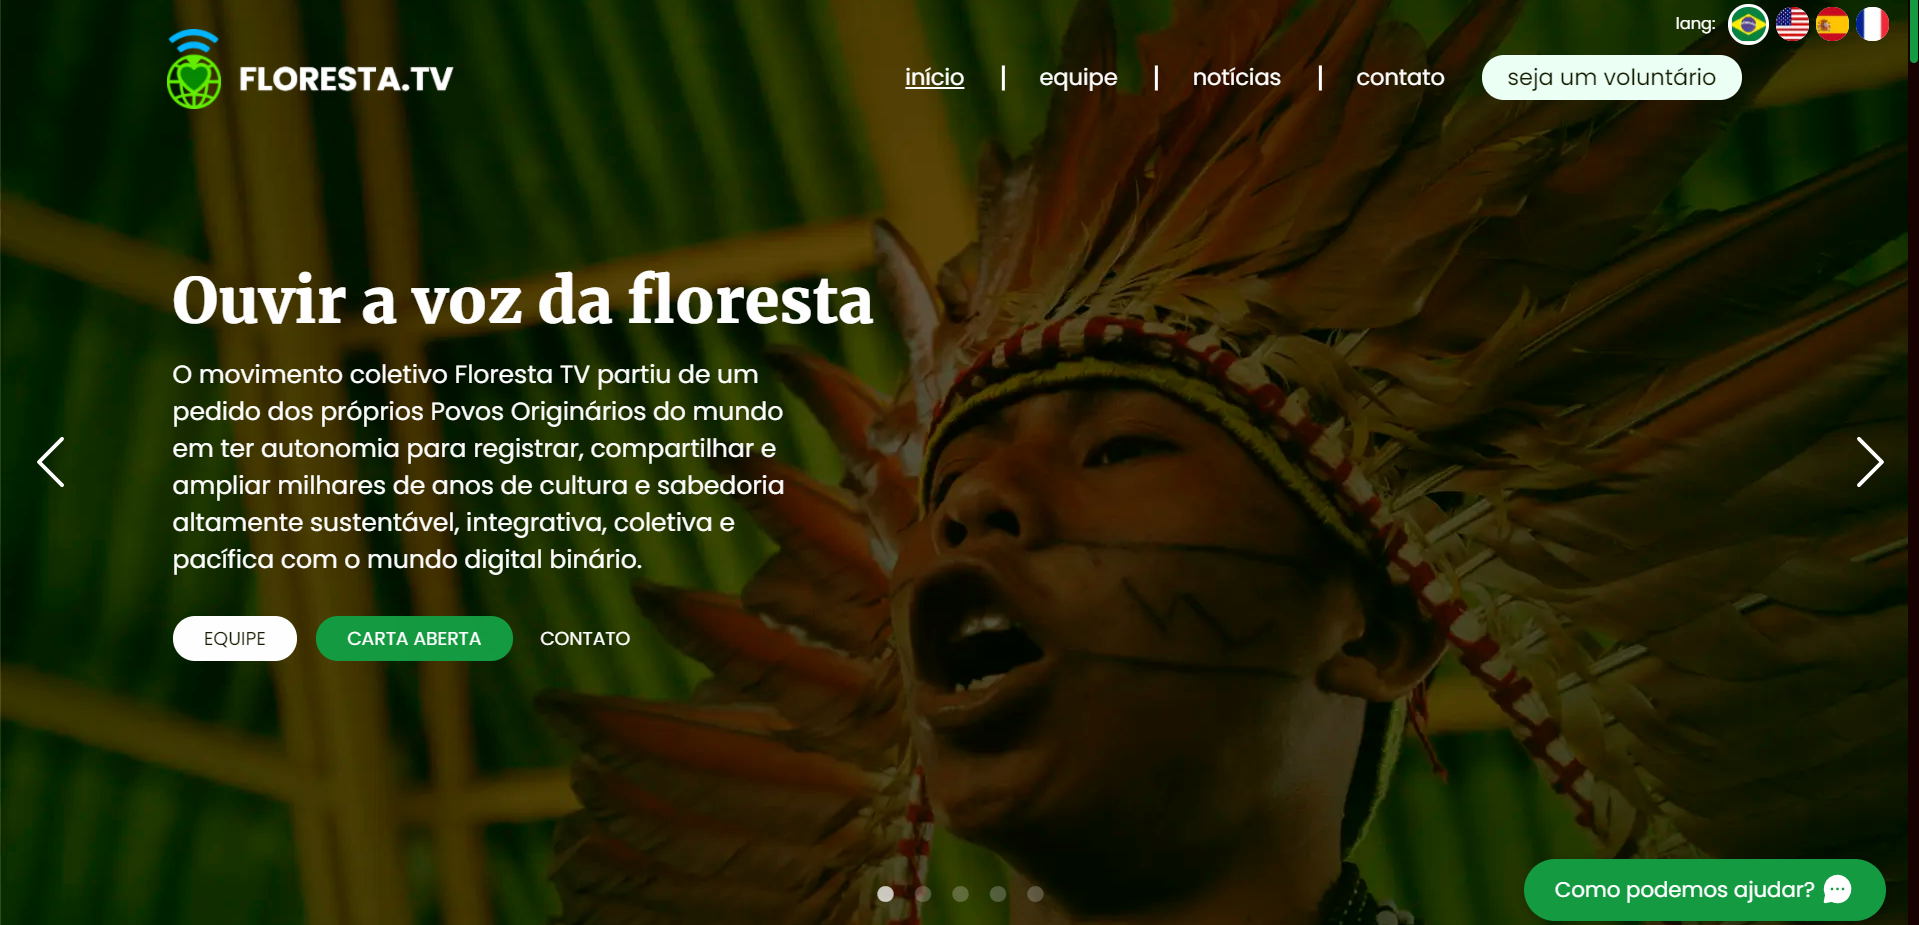 lang:
FLORESTA.TV
início | equipe | notícias | contato seja um voluntário
Ouvir a voz da floresta
O movimento coletivo Floresta TV partiu de um
pedido dos próprios Povos Originários do mundo
em ter autonomia para registrar, compartilhar e
ampliar milhares de anos de cultura e sabedoria
altamente sustentável, integrativa, coletiva e
pacífica com o mundo digital binário.
EQUIPE CARTA ABERTA CONTATO
Como podemos ajudar?